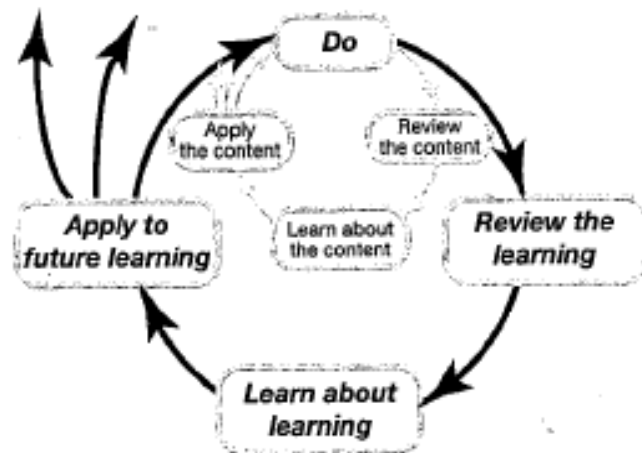 Do
Apply
the content
Review
the content
Apply to
future learning
Learn about
the content
Review the
learning
Learn about
learning